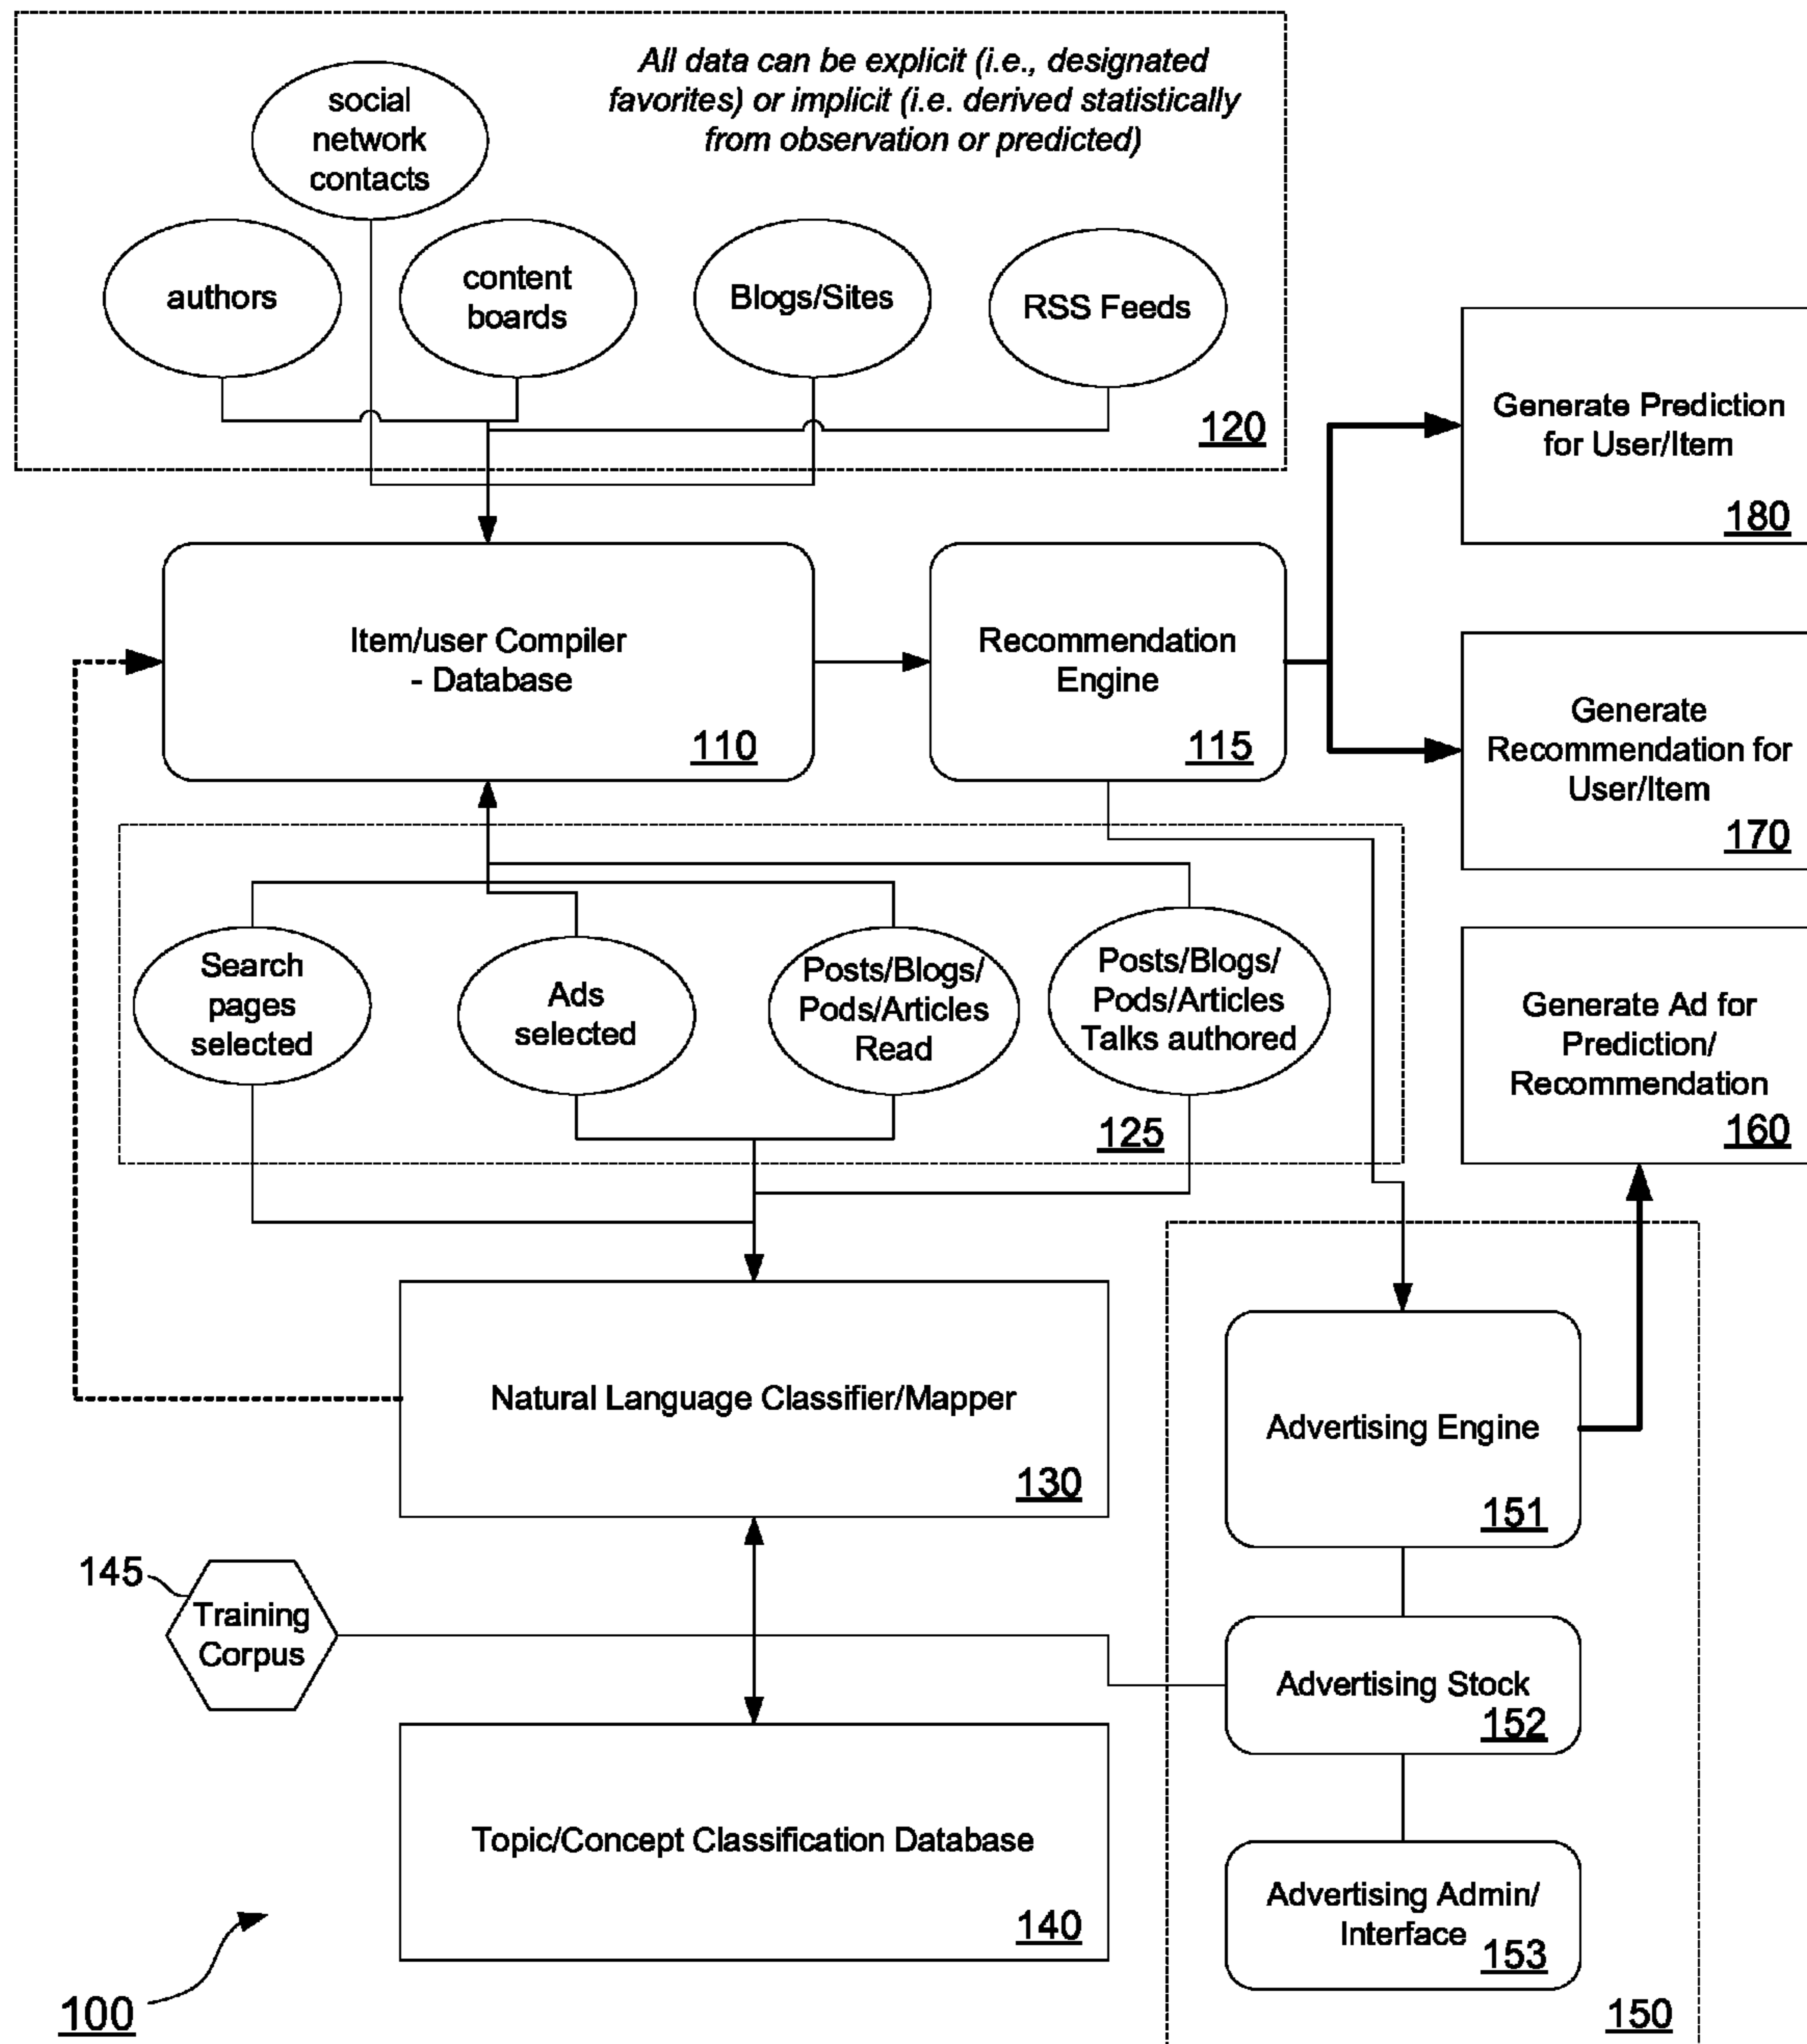 All data can be explicit (i.e., designated
favorites) or implicit (i.e. derived statistically
from observation or predicted)
social
network
contacts
authors
content
boards
Blogs/Sites
RSS Feeds
120
Generate Prediction
for User/Item
180
Item/user Compiler
- Database
110
Recommendation
Engine
115
Generate
Recommendation for
User/Item
170
Search
pages
selected
Ads
selected
Posts/Blogs/
Pods/Articles
Read
Posts/Blogs/
Pods/Articles
Talks authored
125
Generate Ad for
Prediction/
Recommendation
160
Natural Language Classifier/Mapper
130
Advertising Engine
151
145
Training
Corpus
Advertising Stock
152
Topic/Concept Classification Database
140
Advertising Admin/
Interface
153
150
100